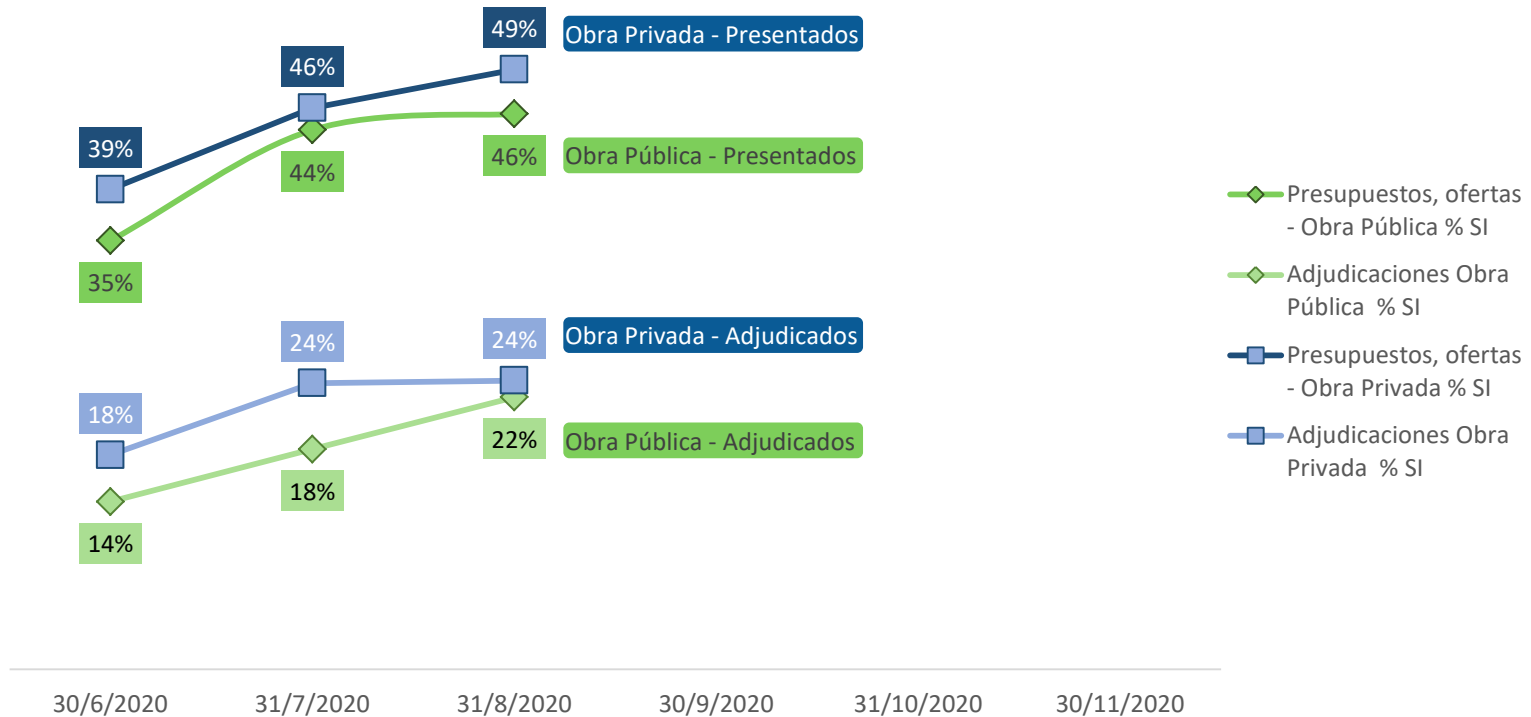 49%
Obra Privada - Presentados
46%
39%
46%
Obra Pública - Presentados
44%
35%
Presupuestos, ofertas
- Obra Pública % SI
Adjudicaciones Obra
Pública  % SI
Presupuestos, ofertas
- Obra Privada % SI
Adjudicaciones Obra
Privada  % SI
24%
24%
Obra Privada - Adjudicados
18%
22%
Obra Pública - Adjudicados
18%
14%
30/6/2020
31/7/2020
31/8/2020
30/9/2020
31/10/2020
30/11/2020